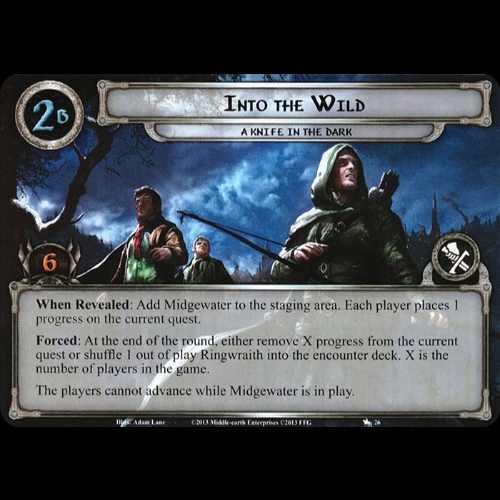 2B
INTO THE WILD
A KNIFE IN THE DARK
6
When Revealed: Add Midgewater to the staging area. Each player places 1
progress on the current quest.
Forced: At the end of the round, either remove X progress from the current
quest or shuffle 1 out of play Ringwraith into the encounter deck. X is the
number of players in the game.
The players cannot advance while Midgewater is in play.
Illus. Adam Lane ©2013 Middle-earth Enterprises ©2013 FFG 26